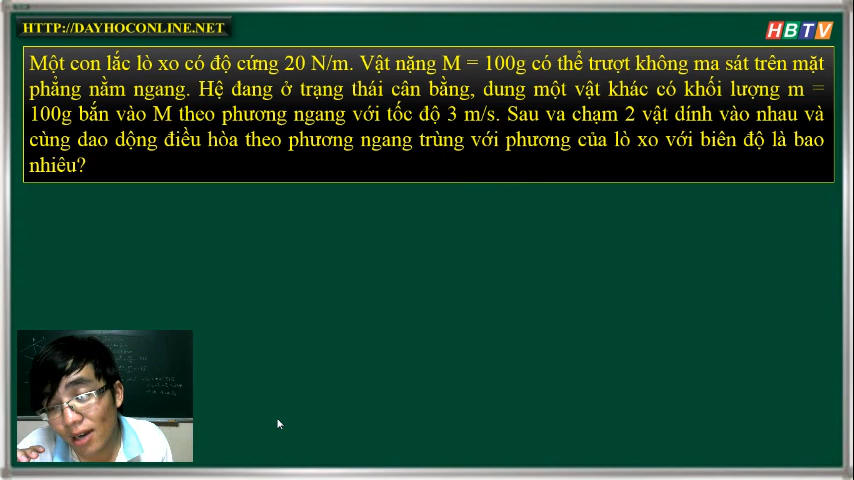 HTTP://DAYHOCONLINE.NET
HBTV
Một con lắc lò xo có độ cứng 20 N/m. Vật nặng M = 100g có thể trượt không ma sát trên mặt
phẳng nằm ngang. Hệ đang ở trạng thái cân bằng, dung một vật khác có khối lượng m =
100g bắn vào M theo phương ngang với tốc độ 3 m/s. Sau va chạm 2 vật dính vào nhau và
cùng dao dộng điều hòa theo phương ngang trùng với phương của lò xo với biên độ là bao
nhiêu?